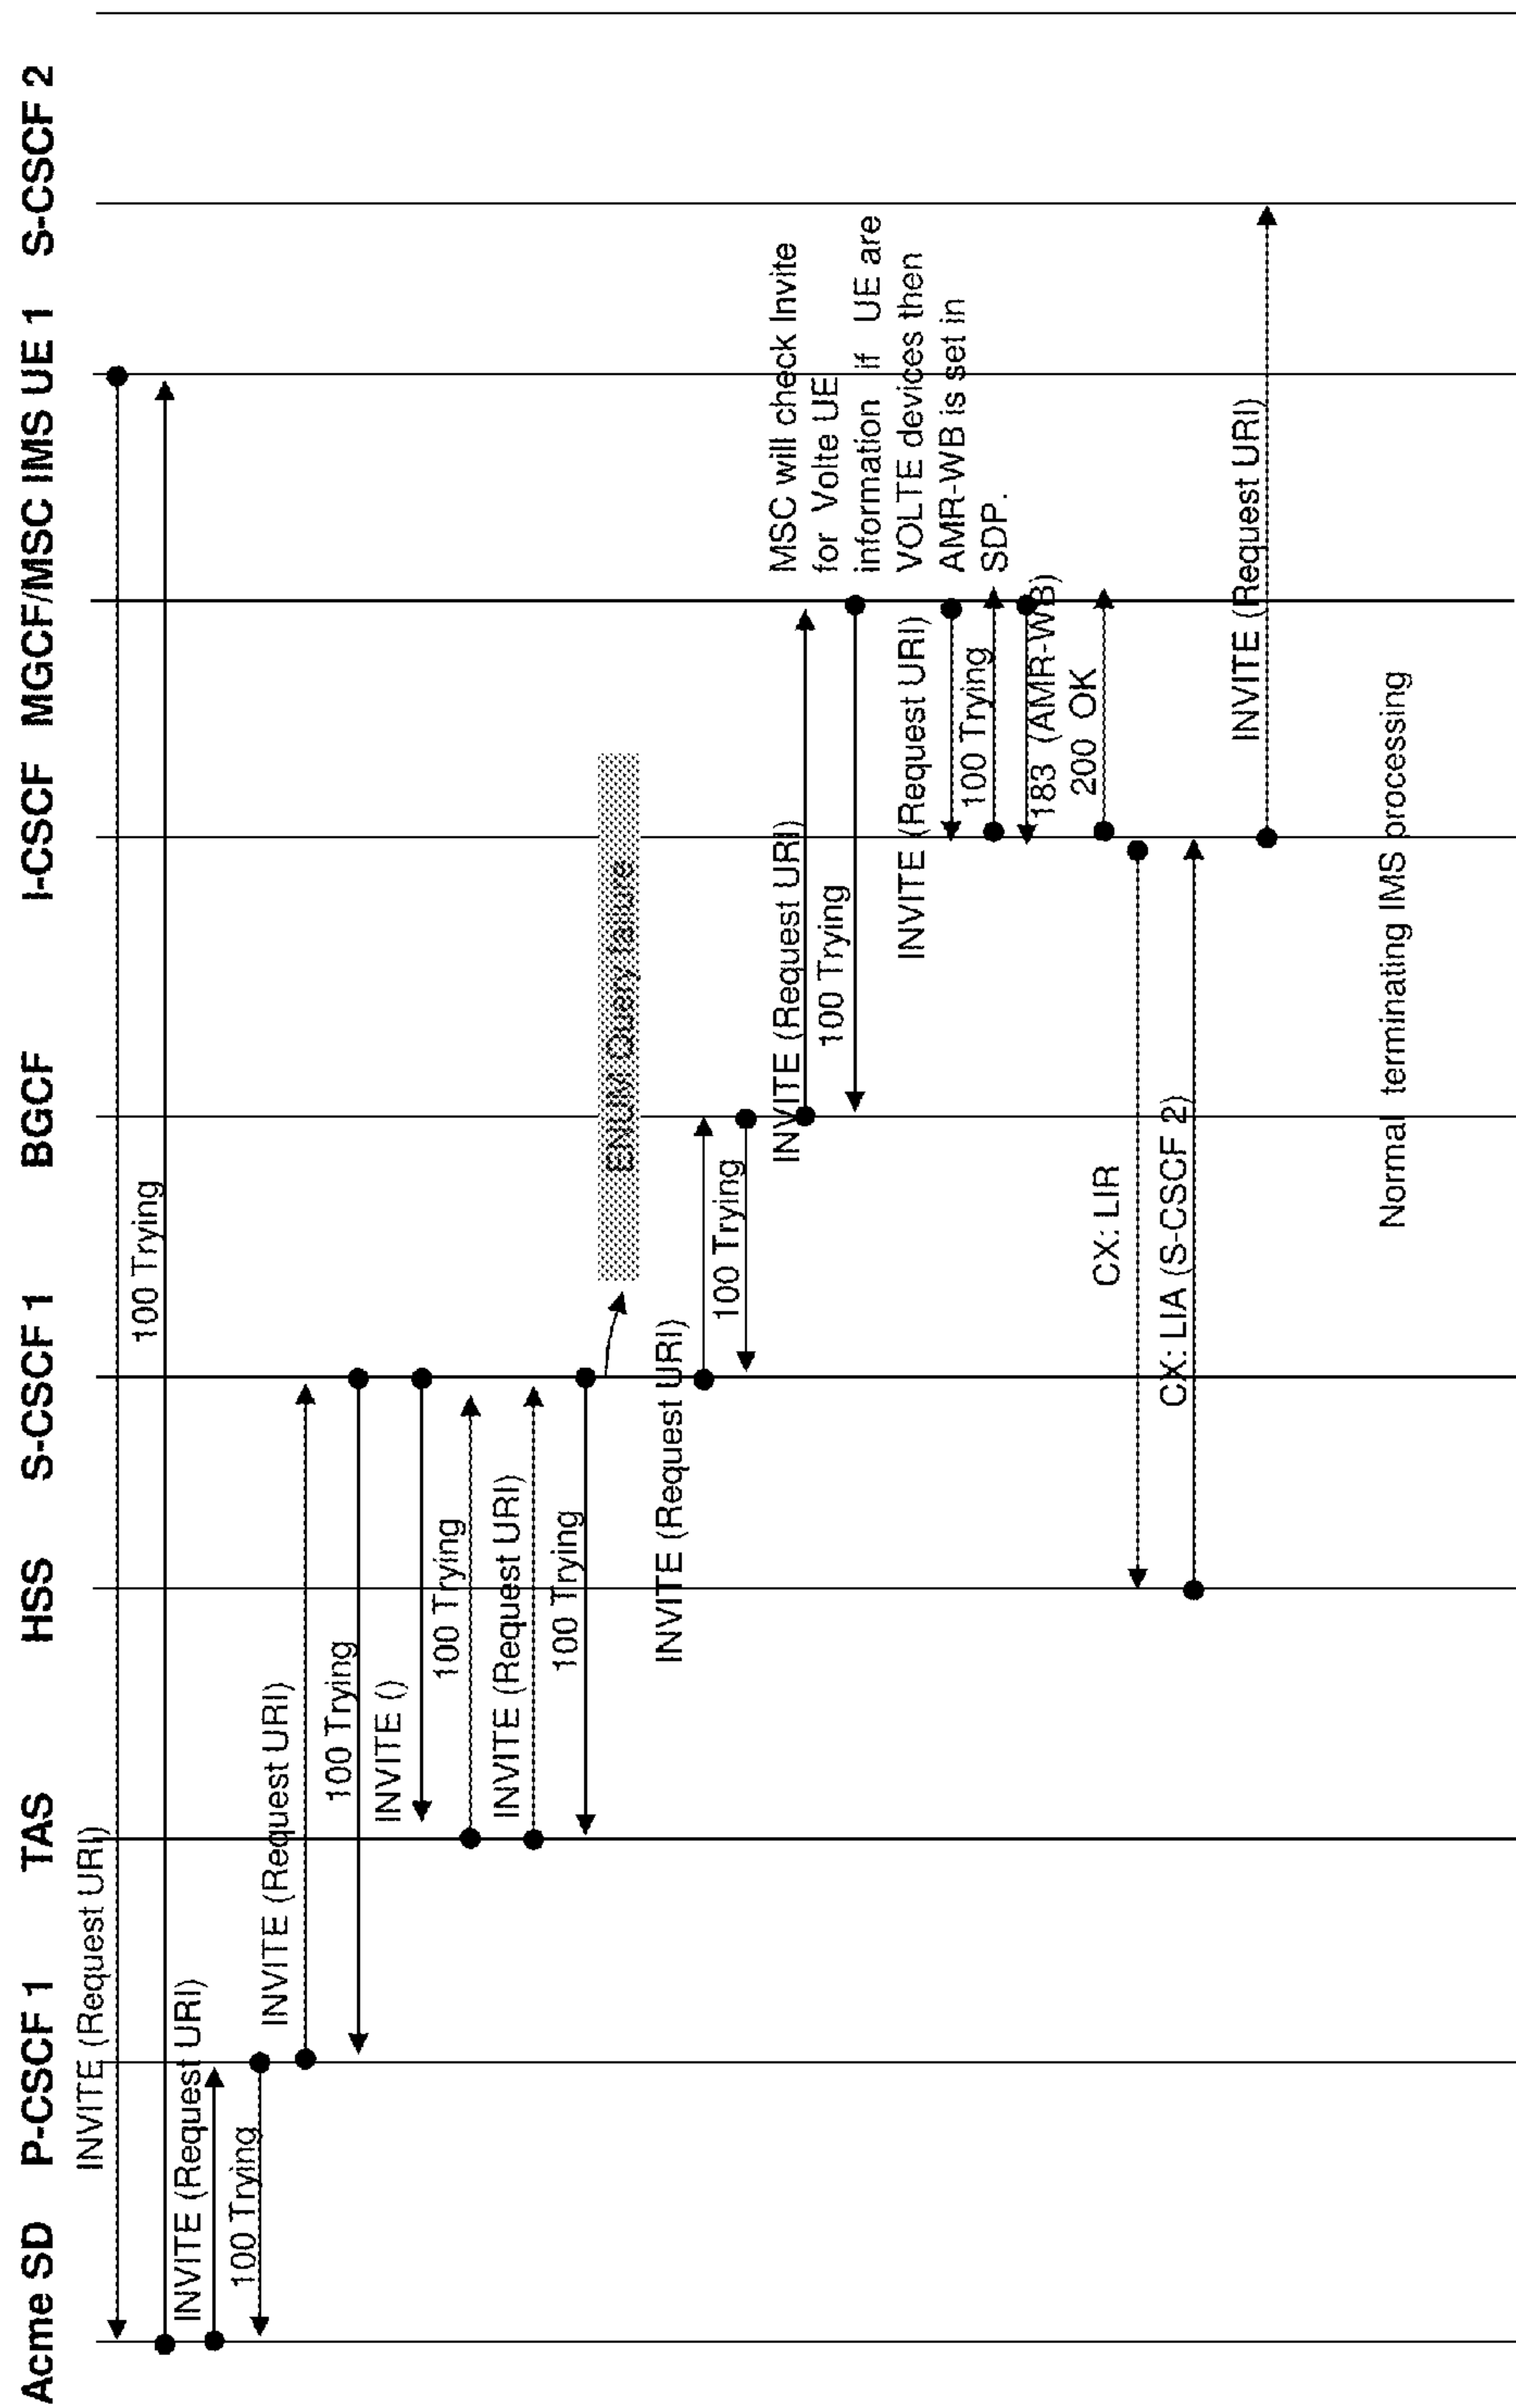 Acme SD P-CSCF 1 TAS HSS S-CSCF 1 BGCF I-CSCF MGCF/MSC IMS UE 1 S-CSCF 2
INVITE (Request URI)
100 Trying
INVITE (Request URI)
100 Trying
INVITE (Request URI)
100 Trying
INVITE ()
100 Trying
INVITE (Request URI)
100 Trying
ENUM Query failure
INVITE (Request URI)
100 Trying
INVITE (Request URI)
100 Trying
MSC will check Invite
for Volte UE
information if UE are
VOLTE devices then
AMR-WB is set in
SDP.
INVITE (Request URI)
100 Trying
183 (AMR-WB)
200 OK
CX: LIR
CX: LIA (S-CSCF 2)
INVITE (Request URI)
Normal terminating IMS processing